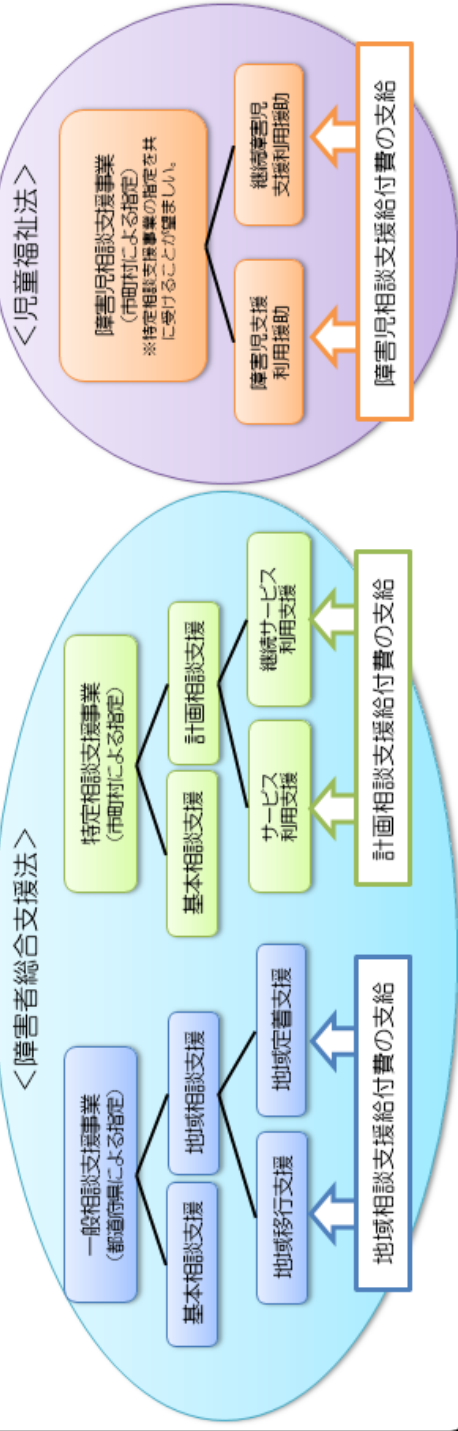 ＜障害者総合支援法＞
一般相談支援事業
（都道府県による指定）
基本相談支援
地域相談支援
地域移行支援
地域定着支援
地域相談支援給付費の支給
特定相談支援事業
（市町村による指定）
基本相談支援
計画相談支援
サービス
利用支援
継続サービス
利用支援
計画相談支援給付費の支給
＜児童福祉法＞
障害児相談支援事業
（市町村による指定）
※特定相談支援事業の指定を共
に受けることが望ましい。
障害児支援
利用援助
継続障害児
支援利用援助
障害児相談支援給付費の支給